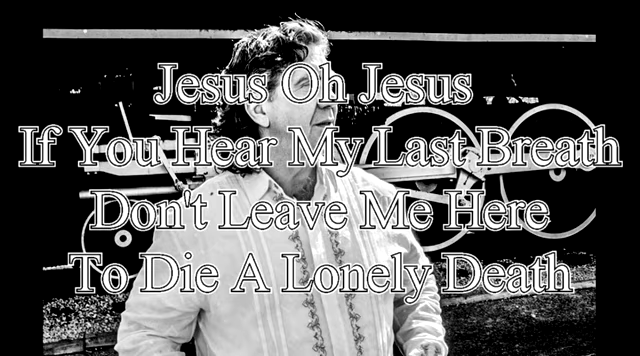 Jesus Oh Jesus
If You Hear My Last Breath
Don't Leave Me Here
To Die A Lonely Death